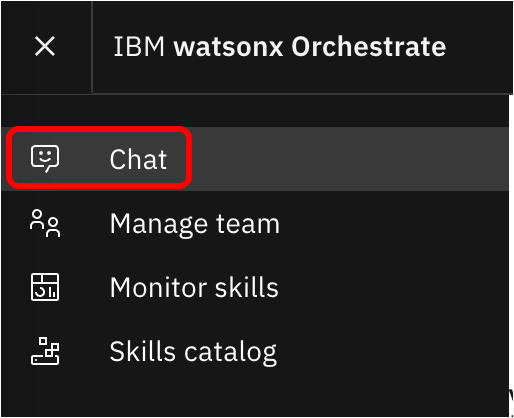 IBM watsonx Orchestrate
Chat
Manage team
Monitor skills
Skills catalog